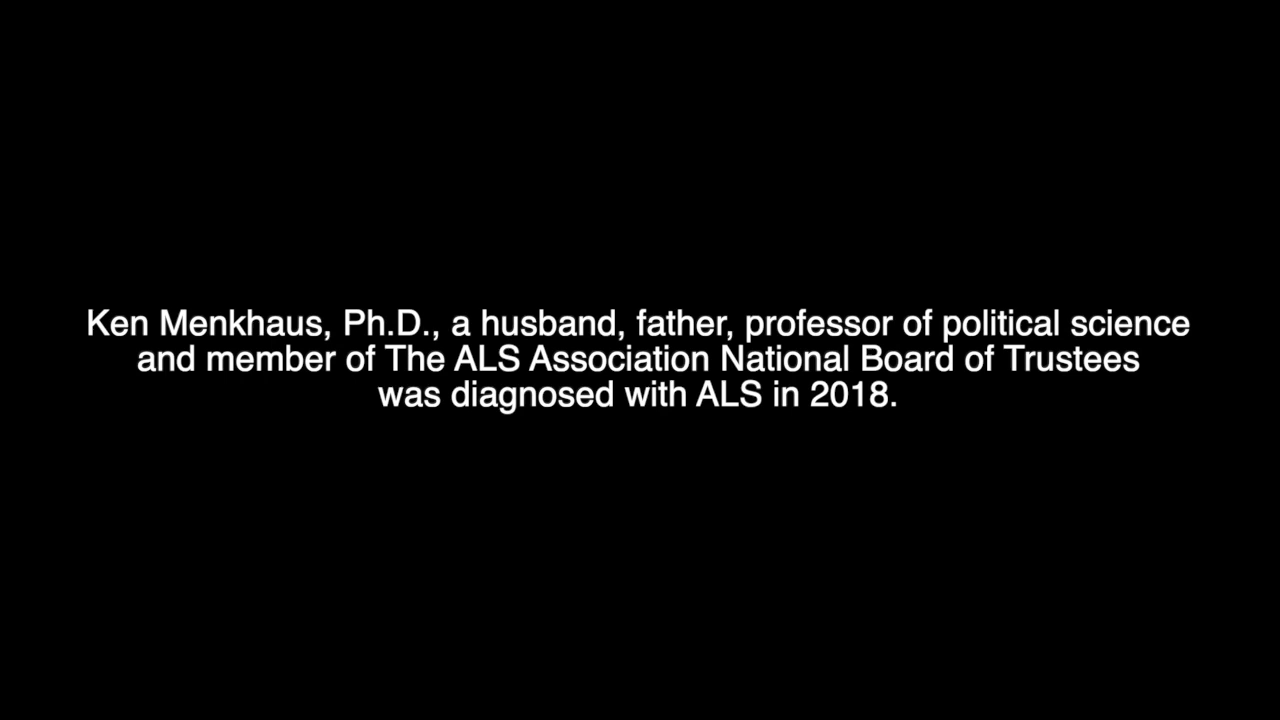 Ken Menkhaus, Ph.D., a husband, father, professor of political science
and member of The ALS Association National Board of Trustees
was diagnosed with ALS in 2018.